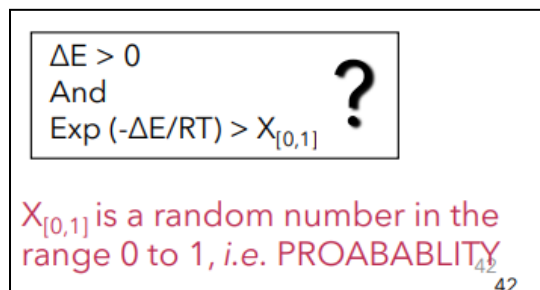 ΔE > 0
And
Exp (-ΔE/RT) > X[0,1]
?
X[0,1] is a random number in the
range 0 to 1, i.e. PROABABLITY
42
42